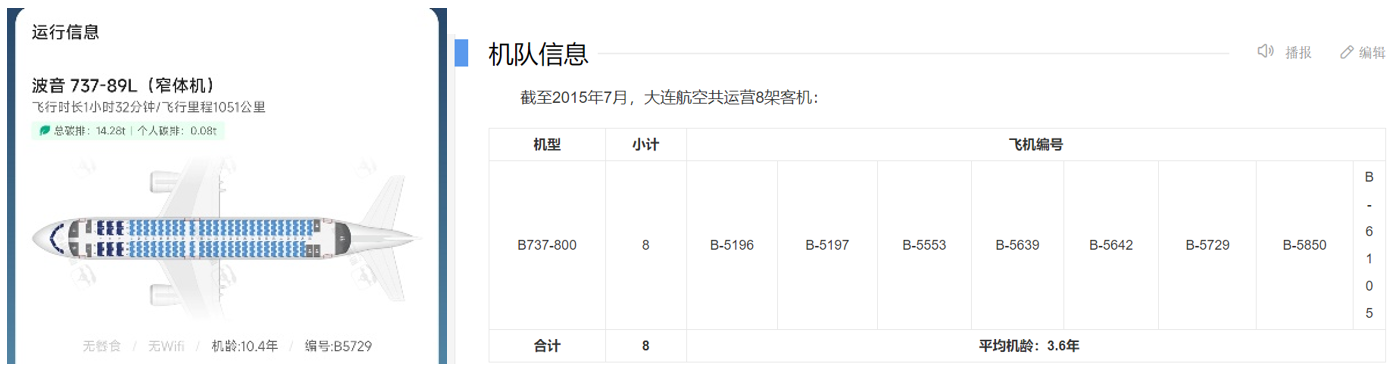 运行信息
波音 737-89L（窄体机）
飞行时长1小时32分钟/飞行里程1051公里
总碳排：14.28t | 个人碳排：0.08t
无餐食 / 无Wifi / 机龄:10.4年 / 编号:B5729
机队信息
播报 编辑
截至2015年7月，大连航空共运营8架客机：
机型 小计 飞机编号
B737-800 8 B-5196 B-5197 B-5553 B-5639 B-5642 B-5729 B-5850 B-6105
合计 8 平均机龄：3.6年